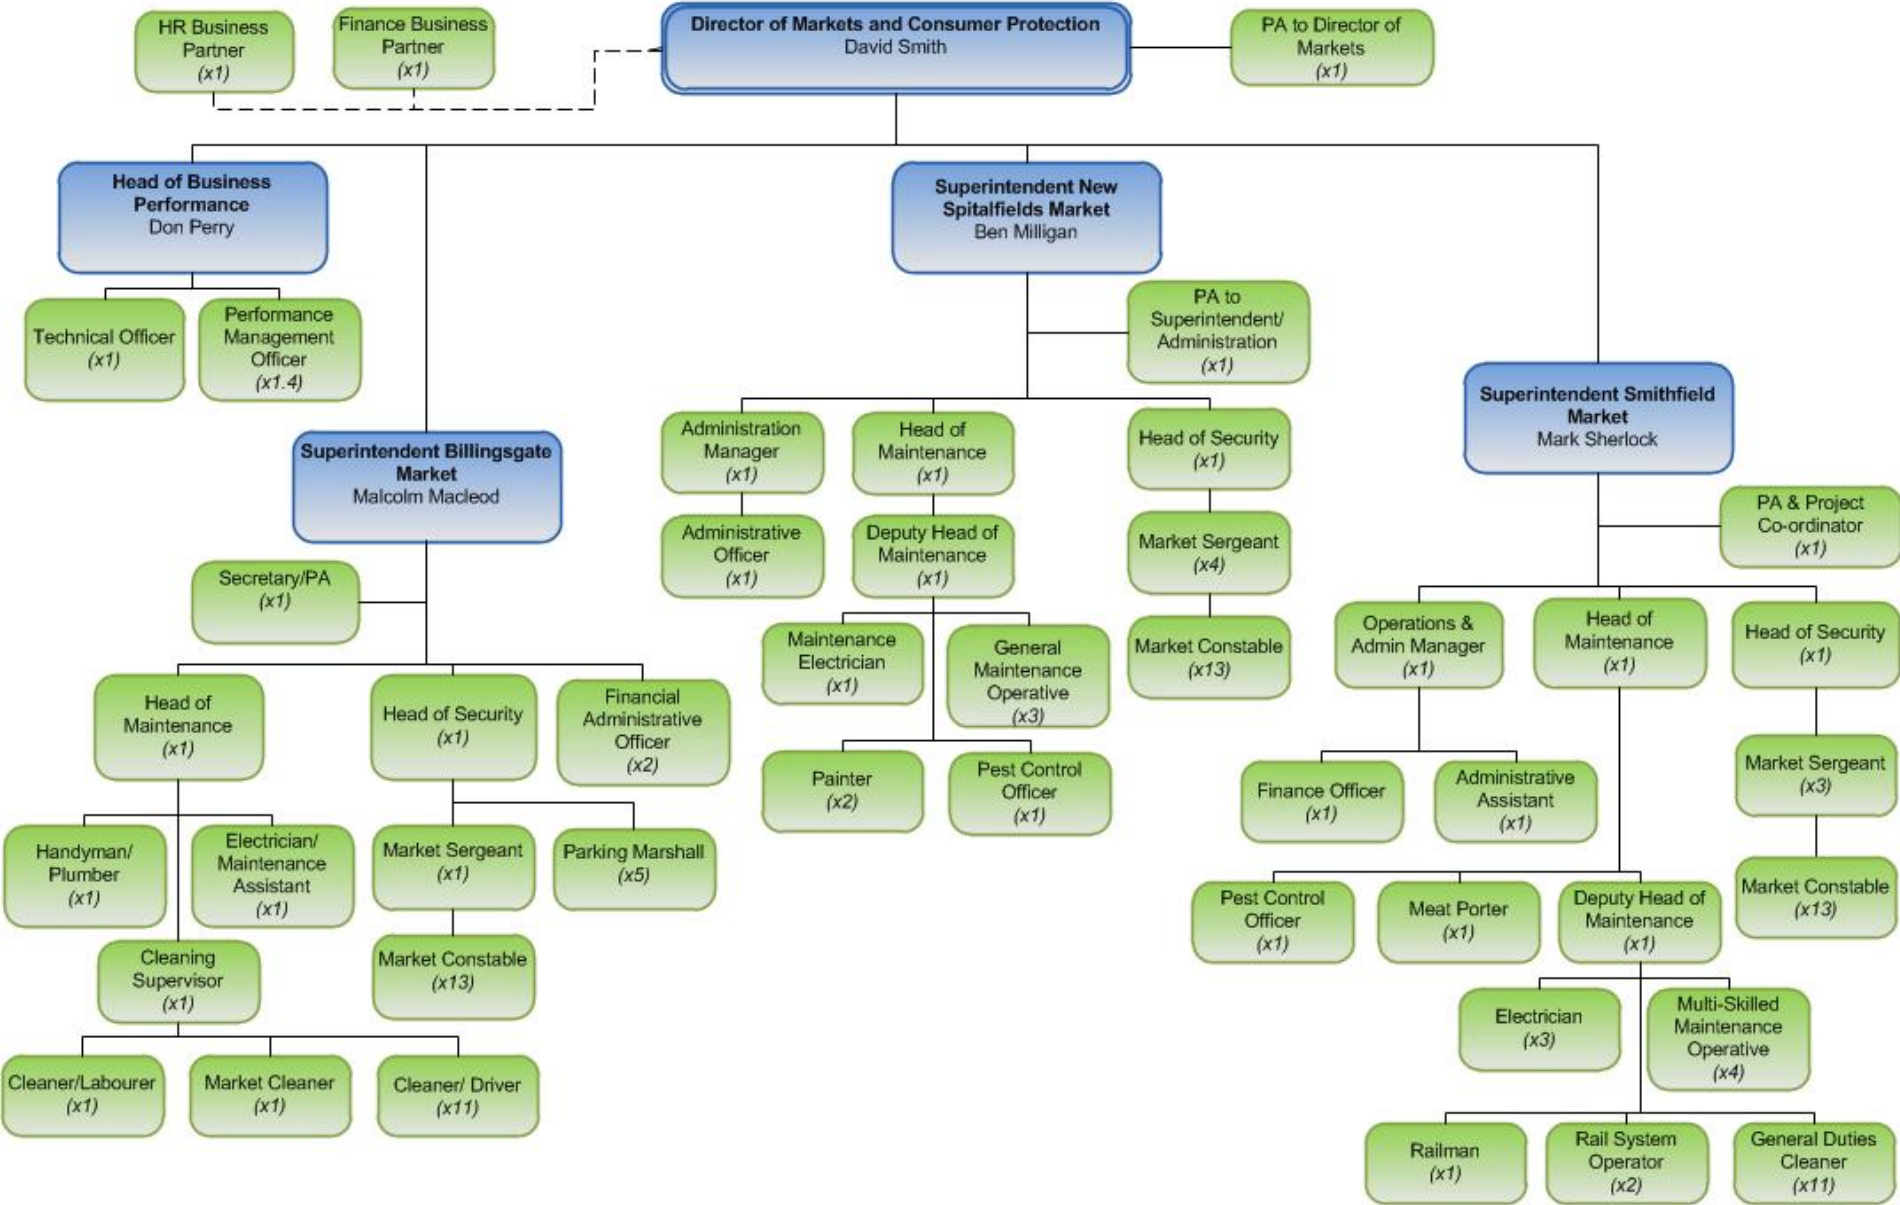 HR Business
Partner
(x1)
Finance Business
Partner
(x1)
Director of Markets and Consumer Protection
David Smith
PA to Director of
Markets
(x1)
Head of Business
Performance
Don Perry
Superintendent New
Spitalfields Market
Ben Milligan
Technical Officer
(x1)
Performance
Management
Officer
(x1.4)
PA to
Superintendent/
Administration
(x1)
Superintendent Smithfield
Market
Mark Sherlock
Superintendent Billingsgate
Market
Malcolm Macleod
Administration
Manager
(x1)
Head of
Maintenance
(x1)
Head of Security
(x1)
PA & Project
Co-ordinator
(x1)
Administrative
Officer
(x1)
Deputy Head of
Maintenance
(x1)
Market Sergeant
(x4)
Secretary/PA
(x1)
Maintenance
Electrician
(x1)
General
Maintenance
Operative
(x3)
Market Constable
(x13)
Operations &
Admin Manager
(x1)
Head of
Maintenance
(x1)
Head of Security
(x1)
Head of
Maintenance
(x1)
Head of Security
(x1)
Financial
Administrative
Officer
(x2)
Painter
(x2)
Pest Control
Officer
(x1)
Finance Officer
(x1)
Administrative
Assistant
(x1)
Market Sergeant
(x3)
Handyman/
Plumber
(x1)
Electrician/
Maintenance
Assistant
(x1)
Market Sergeant
(x1)
Parking Marshall
(x5)
Pest Control
Officer
(x1)
Meat Porter
(x1)
Deputy Head of
Maintenance
(x1)
Market Constable
(x13)
Cleaning
Supervisor
(x1)
Market Constable
(x13)
Electrician
(x3)
Multi-Skilled
Maintenance
Operative
(x4)
Cleaner/Labourer
(x1)
Market Cleaner
(x1)
Cleaner/ Driver
(x11)
Railman
(x1)
Rail System
Operator
(x2)
General Duties
Cleaner
(x11)